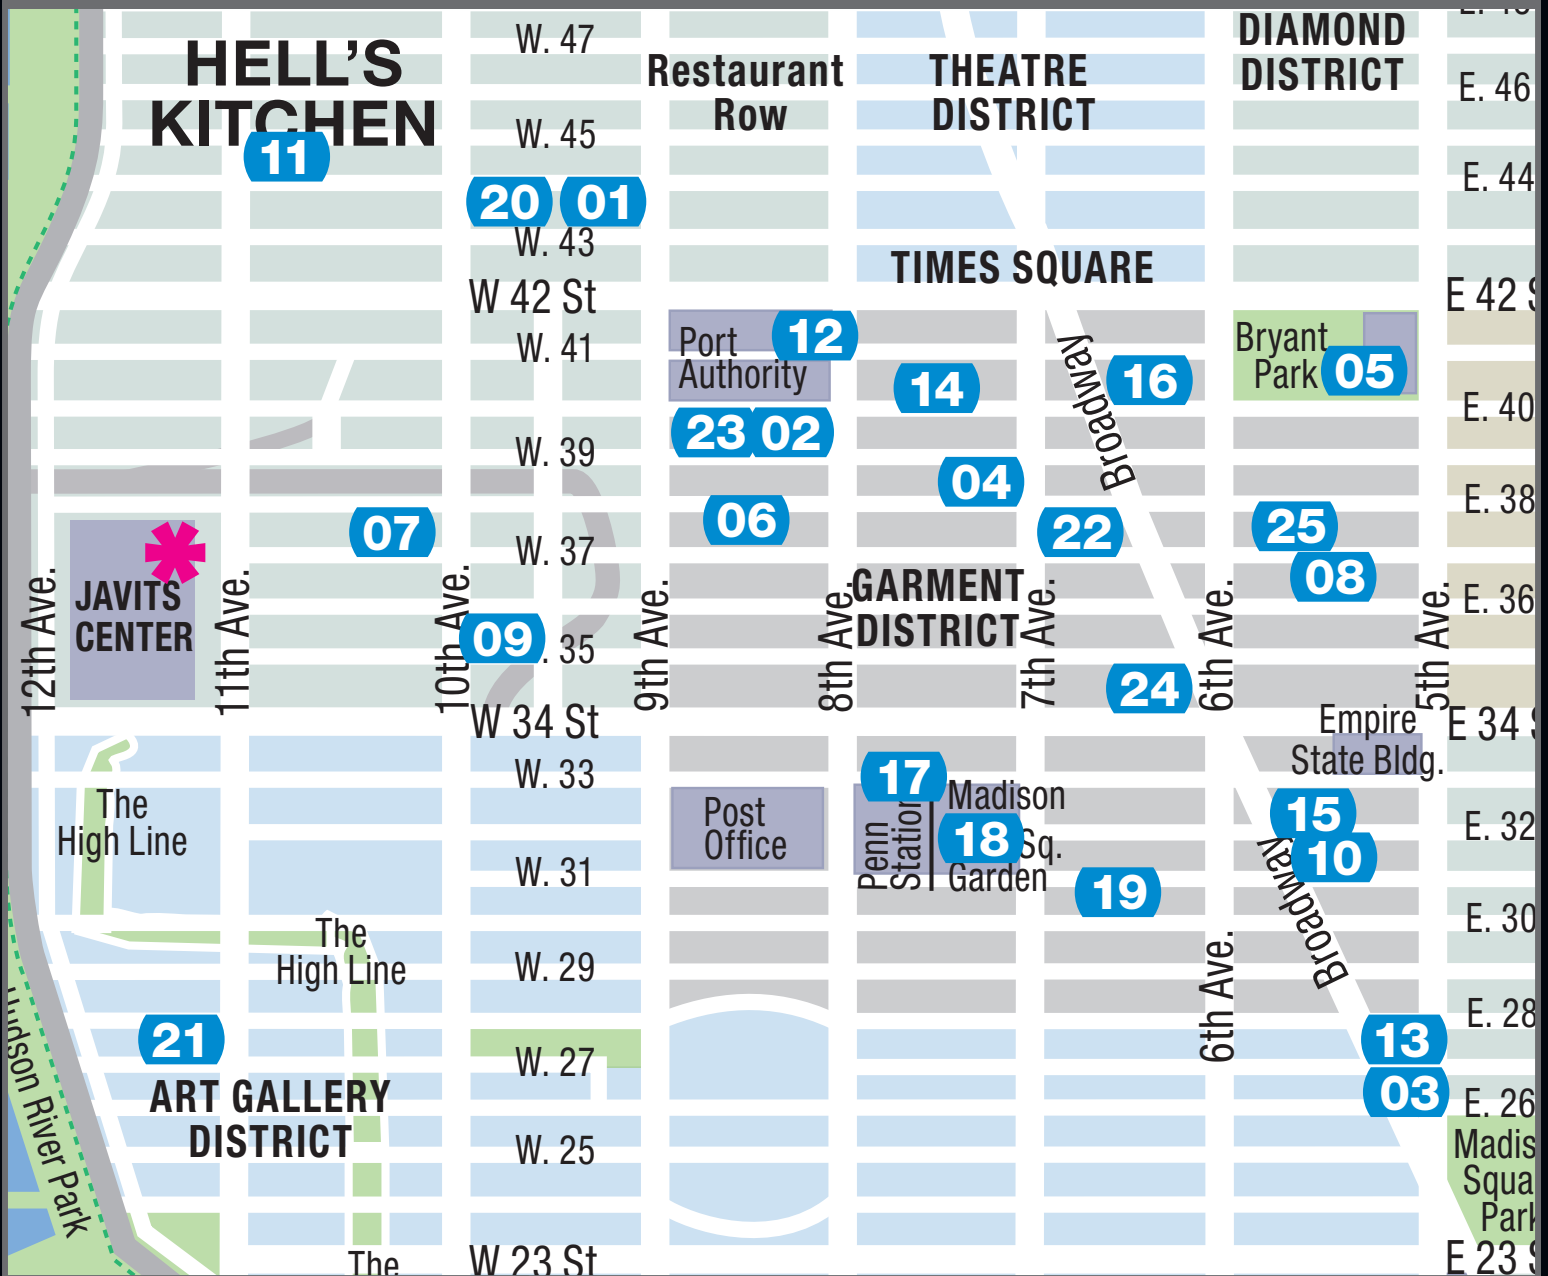 W. 47
DIAMOND
DISTRICT
HELL'S
KITCHEN
Restaurant
Row
THEATRE
DISTRICT
E. 46
W. 45
11
E. 44
20
01
W. 43
TIMES SQUARE
W 42 St
E 42 S
Port
Authority
12
W. 41
Broadway
Bryant
Park
05
14
16
E. 40
23
02
W. 39
04
E. 38
07
06
22
25
W. 37
08
JAVITS
CENTER
GARMENT
DISTRICT
E. 36
12th Ave.
11th Ave.
10th Ave.
09
. 35
9th Ave.
8th Ave.
7th Ave.
6th Ave.
5th Ave.
24
W 34 St
E 34 S
Empire
State Bldg.
W. 33
17
The
High Line
Post
Office
Penn
Station
Madison
18
Sq.
Garden
15
E. 32
10
W. 31
19
Broadway
E. 30
The
High Line
W. 29
6th Ave.
E. 28
21
13
W. 27
03
E. 26
ART GALLERY
DISTRICT
W. 25
Hudson River Park
Madis
Squa
Park
The
W 23 St
E 23 S